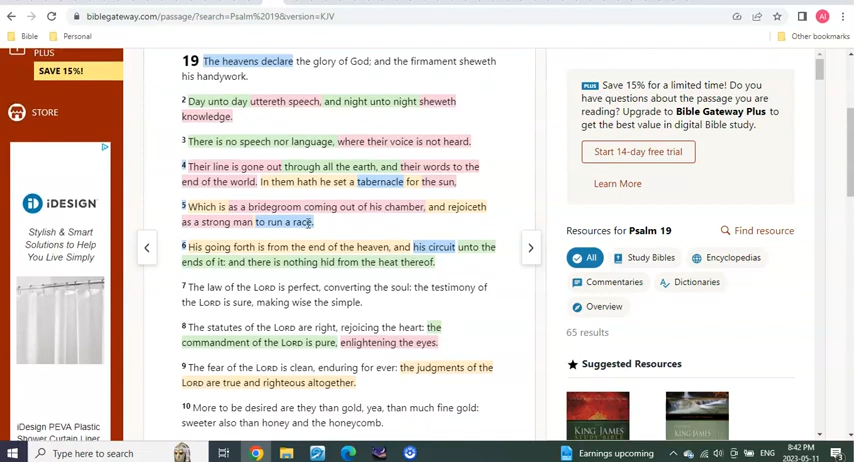 biblegateway.com/passage/?search=Psalm%2019&version=KJV
AI
Bible
Personal
Other bookmarks
PLUS
SAVE 15%!
STORE
iDESIGN
Stylish & Smart
Solutions to Help
You Live Simply
iDesign PEVA Plastic
Shower Curtain Liner
19 The heavens declare the glory of God; and the firmament sheweth
his handywork.
2 Day unto day uttereth speech, and night unto night sheweth
knowledge.
3 There is no speech nor language, where their voice is not heard.
4 Their line is gone out through all the earth, and their words to the
end of the world. In them hath he set a tabernacle for the sun,
5 Which is as a bridegroom coming out of his chamber, and rejoiceth
as a strong man to run a race.
6 His going forth is from the end of the heaven, and his circuit unto the
ends of it: and there is nothing hid from the heat thereof.
7 The law of the LORD is perfect, converting the soul: the testimony of
the LORD is sure, making wise the simple.
8 The statutes of the LORD are right, rejoicing the heart: the
commandment of the LORD is pure, enlightening the eyes.
9 The fear of the LORD is clean, enduring for ever: the judgments of the
LORD are true and righteous altogether.
10 More to be desired are they than gold, yea, than much fine gold:
sweeter also than honey and the honeycomb.
PLUS Save 15% for a limited time! Do you
have questions about the passage you are
reading? Upgrade to Bible Gateway Plus to
get the best value in digital Bible study.
Start 14-day free trial
Learn More
Resources for Psalm 19
Find resource
All
Study Bibles
Encyclopedias
Commentaries
Dictionaries
Overview
65 results
Suggested Resources
KING JAMES
KING JAMES
Type here to search
Earnings upcoming
ENG
8:42 PM
2023-05-11
3